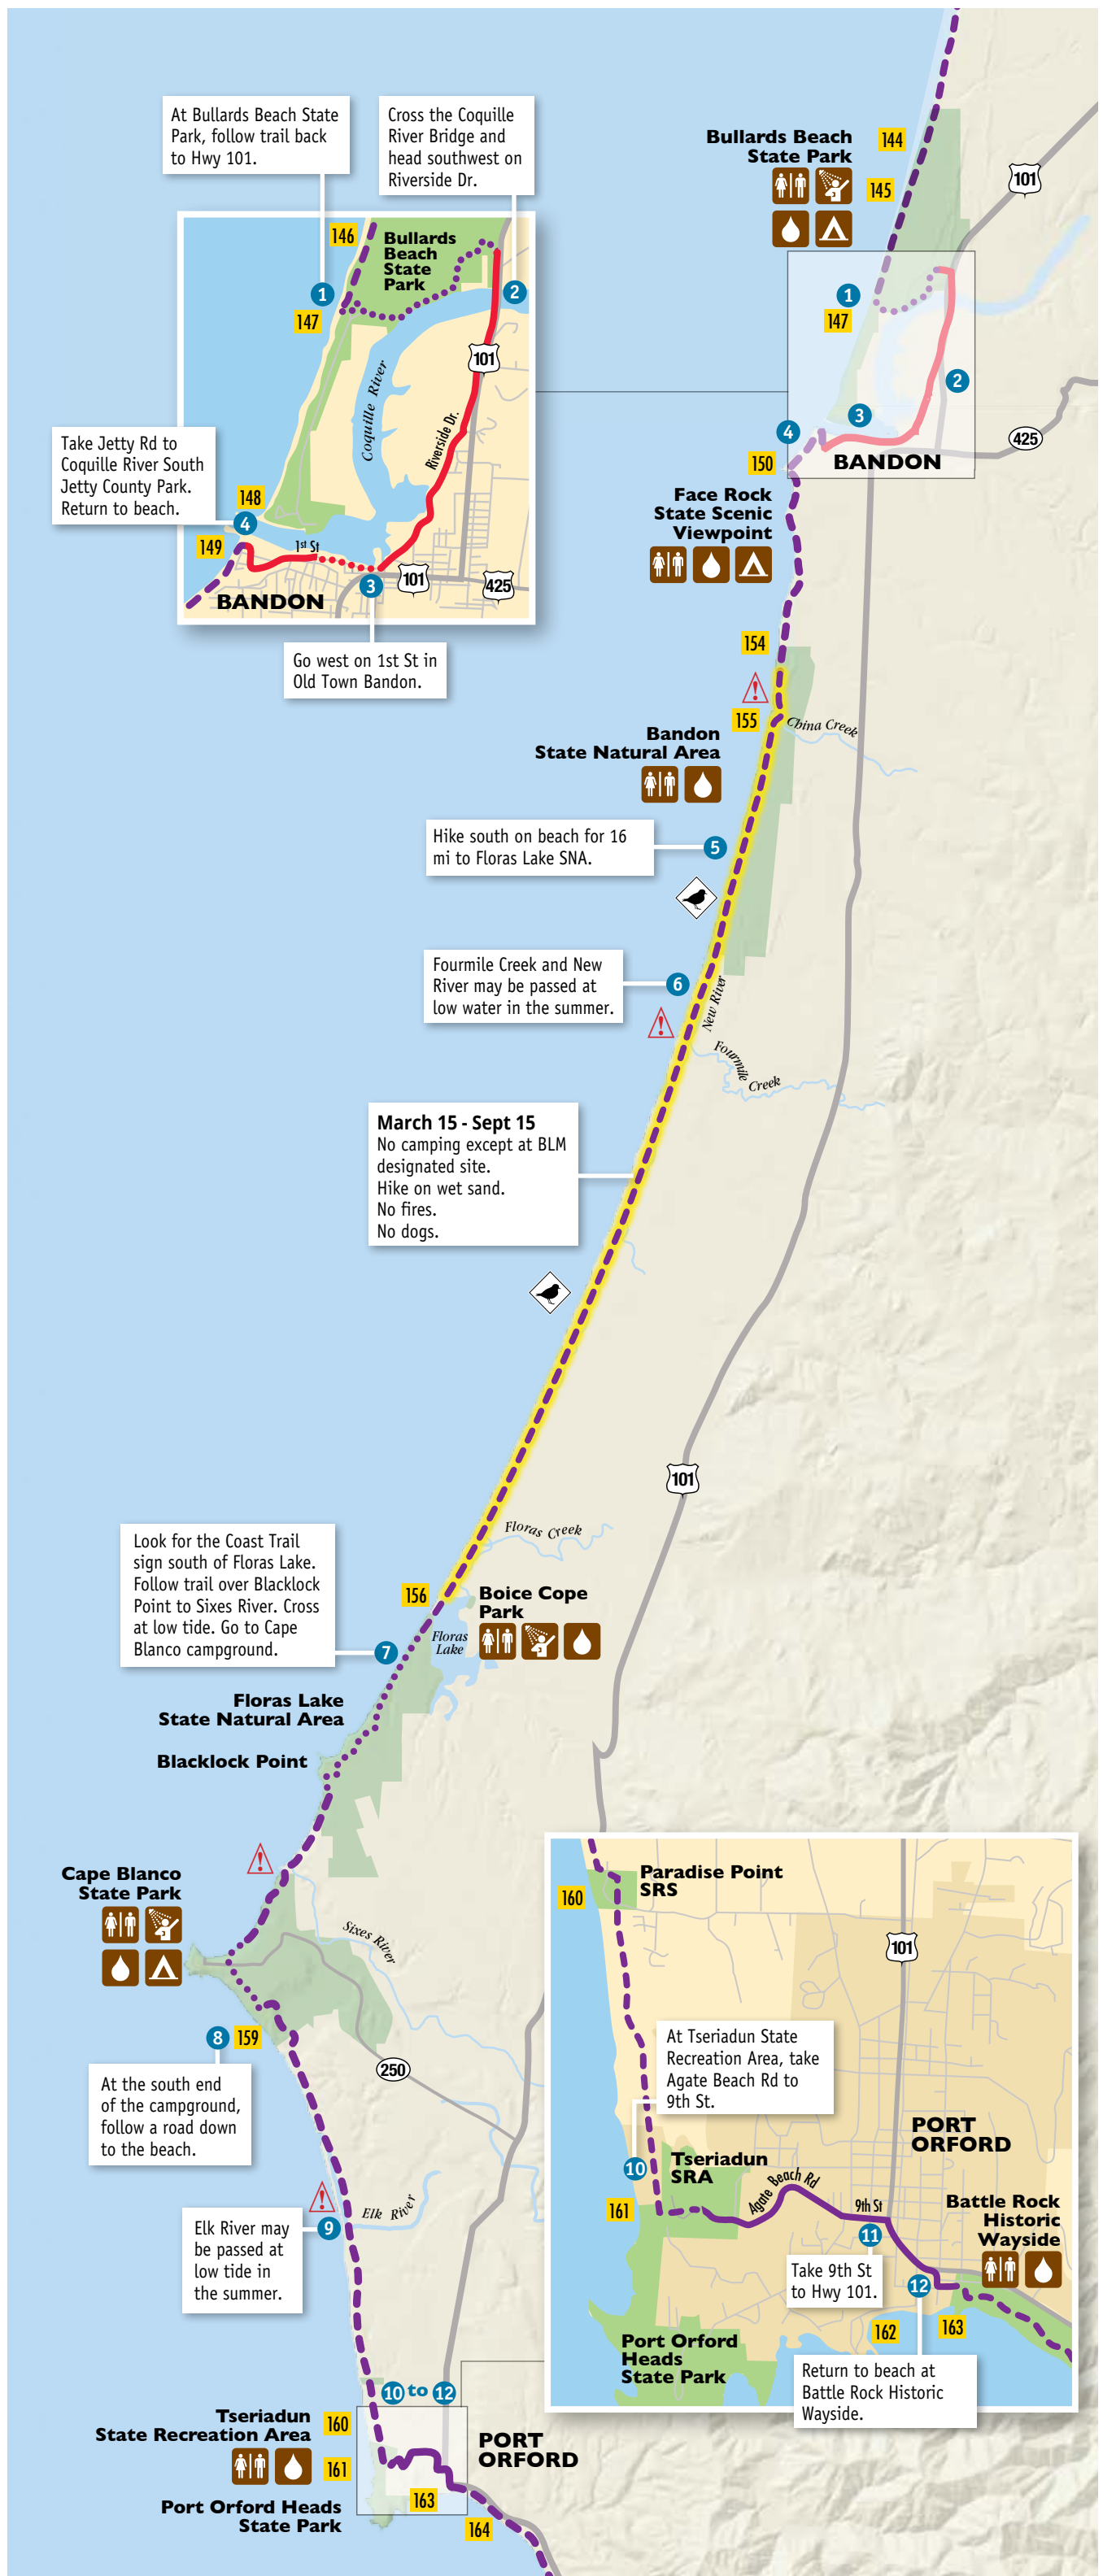 At Bullards Beach State
Park, follow trail back
to Hwy 101.
Cross the Coquille
River Bridge and
head southwest on
Riverside Dr.
Bullards Beach
State Park
144
145
101
146
Bullards
Beach
State
Park
1
2
147
101
Coquille River
Riverside Dr.
Take Jetty Rd to
Coquille River South
Jetty County Park.
Return to beach.
148
4
149
1st St
3
101
425
BANDON
Go west on 1st St in
Old Town Bandon.
1
147
2
3
4
425
150
BANDON
Face Rock
State Scenic
Viewpoint
154
155
China Creek
Bandon
State Natural Area
Hike south on beach for 16
mi to Floras Lake SNA.
5
Fourmile Creek and New
River may be passed at
low water in the summer.
6
New River
Fourmile
Creek
March 15 - Sept 15
No camping except at BLM
designated site.
Hike on wet sand.
No fires.
No dogs.
101
Floras Creek
Look for the Coast Trail
sign south of Floras Lake.
Follow trail over Blacklock
Point to Sixes River. Cross
at low tide. Go to Cape
Blanco campground.
156
Boice Cope
Park
Floras
Lake
7
Floras Lake
State Natural Area
Blacklock Point
Cape Blanco
State Park
Sixes River
8
159
At the south end
of the campground,
follow a road down
to the beach.
250
Elk River
Elk River may
be passed at
low tide in
the summer.
9
10 to 12
Tseriadun
State Recreation Area
160
161
PORT
ORFORD
Port Orford Heads
State Park
163
164
Paradise Point
SRS
160
101
At Tseriadun State
Recreation Area, take
Agate Beach Rd to
9th St.
10
Tseriadun
SRA
161
Agate Beach Rd
9th St
PORT
ORFORD
Battle Rock
Historic
Wayside
11
Take 9th St
to Hwy 101.
12
162
163
Port Orford
Heads
State Park
Return to beach at
Battle Rock Historic
Wayside.